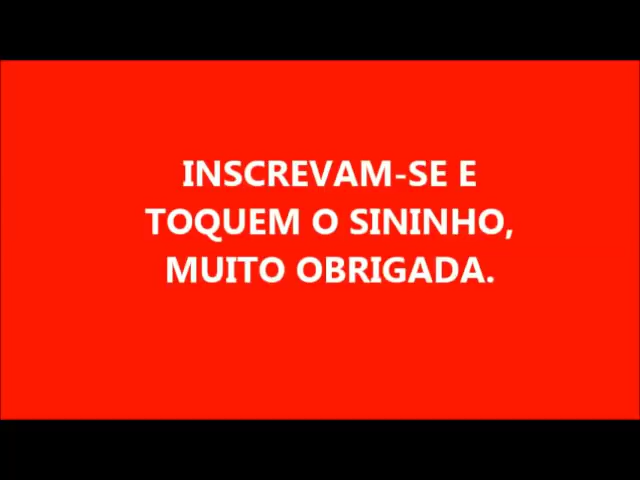 INSCREVAM-SE E
TOQUEM O SININHO,
MUITO OBRIGADA.